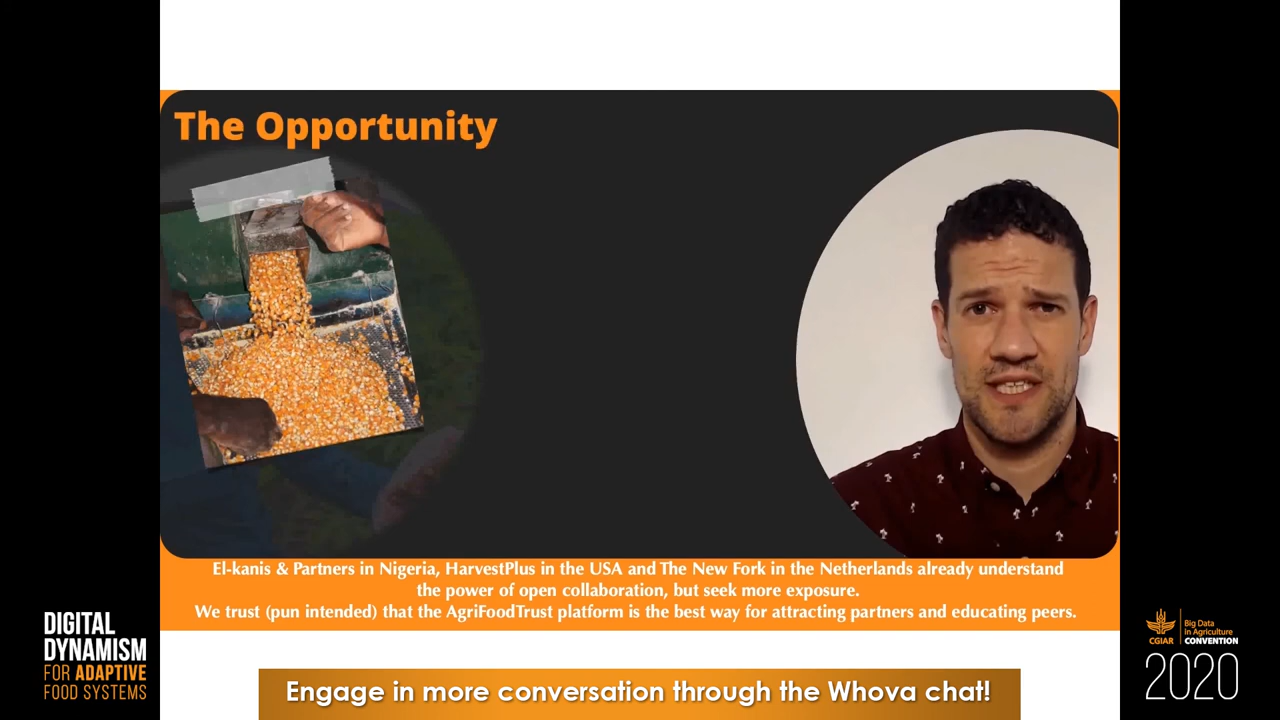 The Opportunity
El-kanis & Partners in Nigeria, HarvestPlus in the USA and The New Fork in the Netherlands already understand
the power of open collaboration, but seek more exposure.
We trust (pun intended) that the AgriFoodTrust platform is the best way for attracting partners and educating peers.
DIGITAL
DYNAMISM
FOR ADAPTIVE
FOOD SYSTEMS
Engage in more conversation through the Whova chat!
CGIAR
Big Data
in Agriculture
CONVENTION
2020